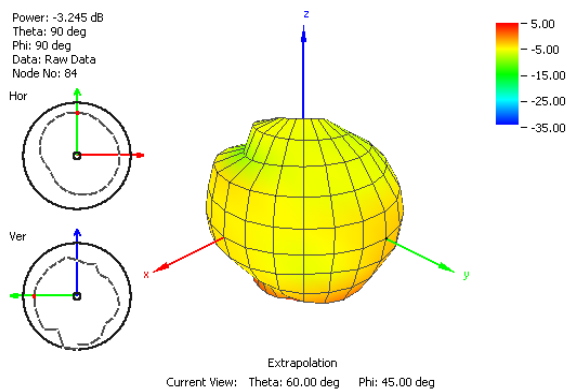 Power: -3.245 dB
Theta: 90 deg
Phi: 90 deg
Data: Raw Data
Node No: 84
Hor
Ver
z
x
y
5.00
-5.00
-15.00
-25.00
-35.00
Extrapolation
Current View: Theta: 60.00 deg Phi: 45.00 deg